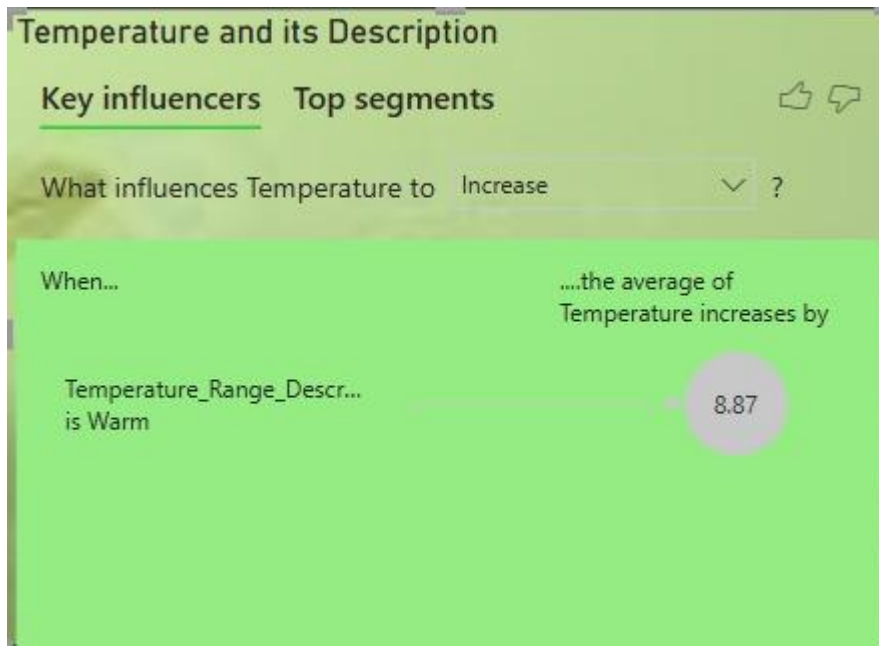 Temperature and its Description
Key influencers Top segments
What influences Temperature to Increase ?
When...
....the average of
Temperature increases by
Temperature_Range_Descr...
is Warm
8.87